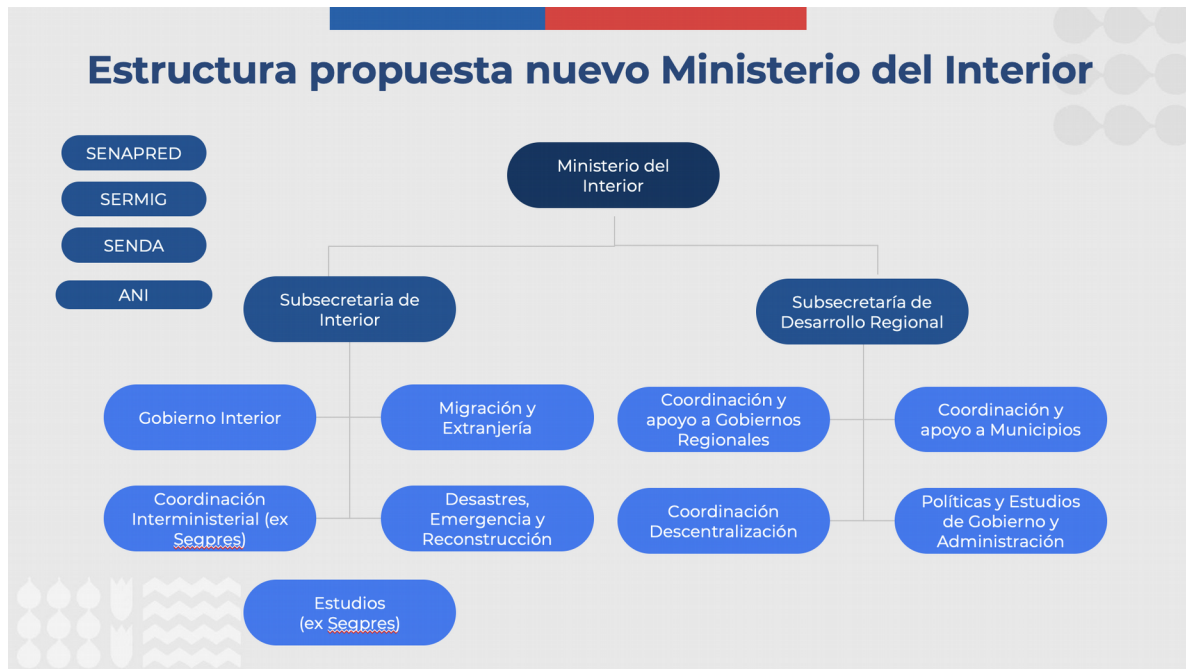 Estructura propuesta nuevo Ministerio del Interior
SENAPRED
SERMIG
SENDA
ANI
Ministerio del
Interior
Subsecretaria de
Interior
Subsecretaría de
Desarrollo Regional
Gobierno Interior
Migración y
Extranjería
Coordinación y
apoyo a Gobiernos
Regionales
Coordinación y
apoyo a Municipios
Coordinación
Interministerial (ex
Segpres)
Desastres,
Emergencia y
Reconstrucción
Coordinación
Descentralización
Políticas y Estudios
de Gobierno y
Administración
Estudios
(ex Segpres)